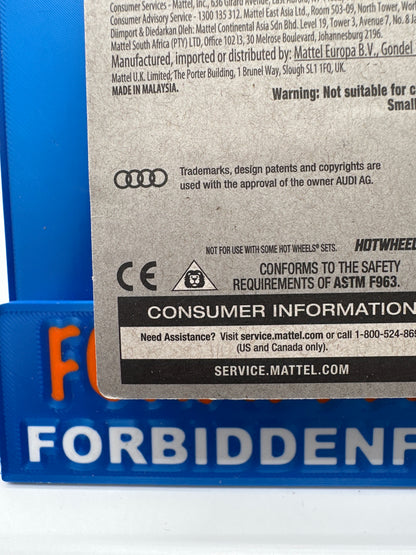 Consumer Services - Mattel, Inc., 636 Girard Avenue, East Aurora,
Consumer Advisory Service - 1300 135 312. Mattel East Asia Ltd., Room 503-09, North Tower, World
Diimport & Diedarkan Oleh: Mattel Continental Asia Sdn Bhd. Level 19, Tower 3, Avenue 7, No. 8 Ja
Mattel South Africa (PTY) LTD, Office 102 I3, 30 Melrose Boulevard, Johannesburg 2196.
Manufactured, imported or distributed by: Mattel Europa B.V., Gondel
Mattel U.K. Limited, The Porter Building, 1 Brunel Way, Slough SL1 1FQ, UK.
MADE IN MALAYSIA.
Warning: Not suitable for c
Small
Trademarks, design patents and copyrights are
used with the approval of the owner AUDI AG.
NOT FOR USE WITH SOME HOT WHEELS® SETS. HOTWHEEL
CE CONFORMS TO THE SAFETY
REQUIREMENTS OF ASTM F963.
CONSUMER INFORMATION
Need Assistance? Visit service.mattel.com or call 1-800-524-869
(US and Canada only).
SERVICE.MATTEL.COM
FORBIDDENF